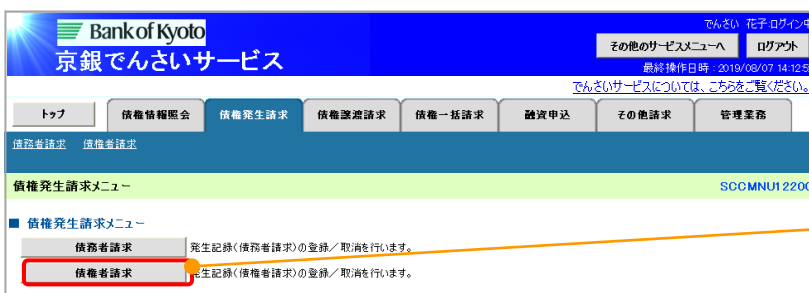 でんさい 花子:ログイン中
Bank of Kyoto
その他のサービスメニューへ ログアウト
京銀でんさいサービス
最終操作日時:2019/08/07 14:12:5
でんさいサービスについては、こちらをご覧ください。
トップ 債権情報照会 債権発生請求 債権譲渡請求 債権一括請求 融資申込 その他請求 管理業務
債務者請求 債権者請求
債権発生請求メニュー SCCMNU12200
■ 債権発生請求メニュー
債務者請求 発生記録(債務者請求)の登録/取消を行います。
債権者請求 発生記録(債権者請求)の登録/取消を行います。